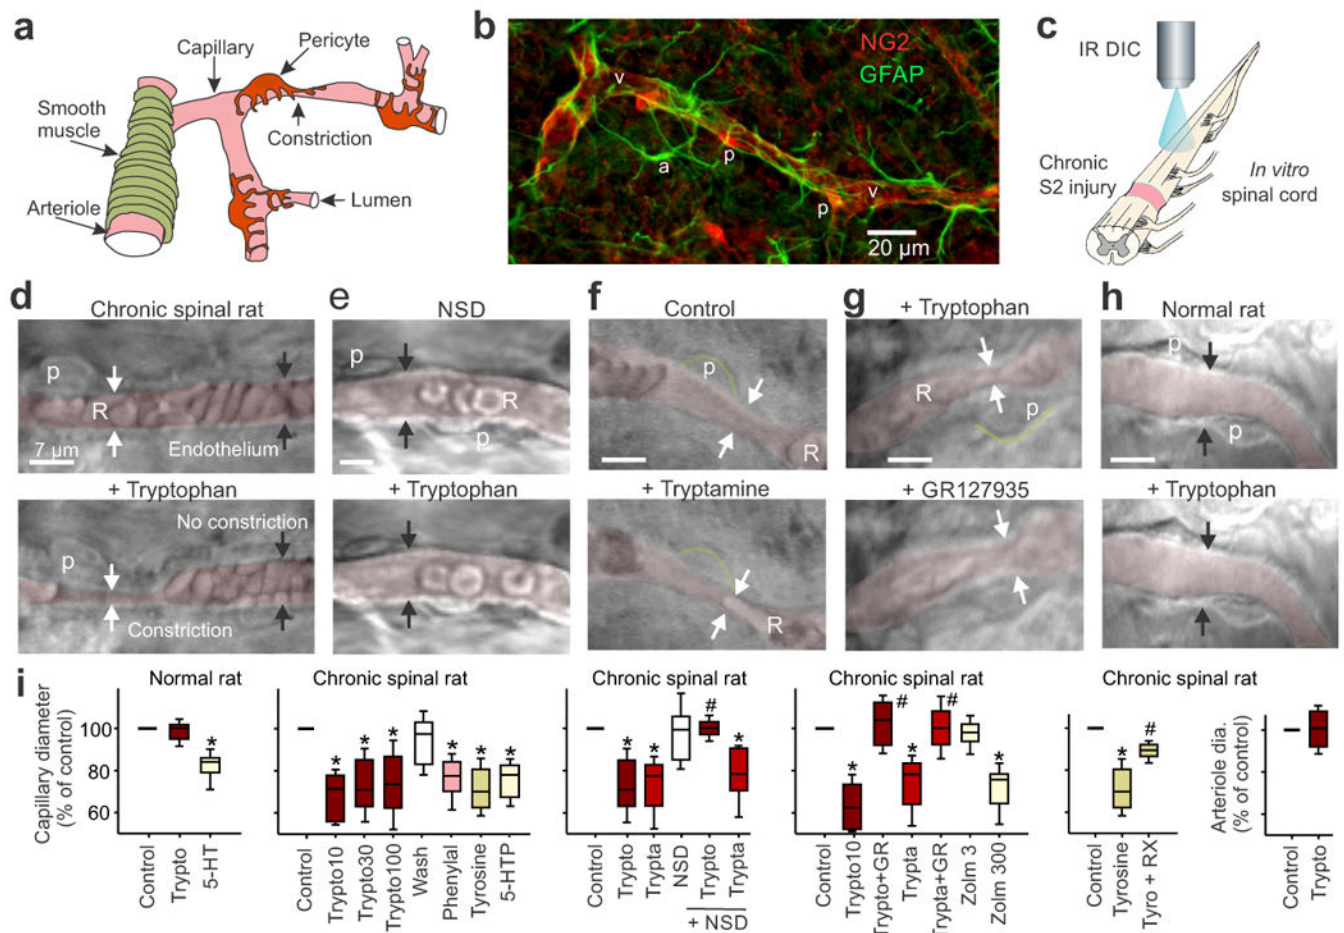 a
Capillary
Pericyte
Smooth
muscle
Constriction
Arteriole
Lumen
b
NG2
GFAP
v
a
p
p
v
20 µm
c
IR DIC
Chronic
S2 injury
In vitro
spinal cord
d
Chronic spinal rat
p
R
7 µm
Endothelium
+ Tryptophan
No constriction
p
Constriction
e
NSD
p
R
p
+ Tryptophan
f
Control
p
R
+ Tryptamine
R
g
+ Tryptophan
R
p
+ GR127935
h
Normal rat
p
p
+ Tryptophan
i
Normal rat
Capillary diameter
(% of control)
100
80
60
*
Control
Trypto
5-HT
Chronic spinal rat
* * * * * *
Control
Trypto10
Trypto30
Trypto100
Wash
Phenylal
Tyrosine
5-HTP
Chronic spinal rat
* * # *
Control
Trypto
Trypta
NSD
Trypto
Trypta
+ NSD
Chronic spinal rat
* # * # *
Control
Trypto10
Trypto+GR
Trypta
Trypta+GR
Zolm 3
Zolm 300
Chronic spinal rat
* #
Control
Tyrosine
Tyro + RX
Arteriole dia.
(% of control)
100
80
60
Control
Trypto